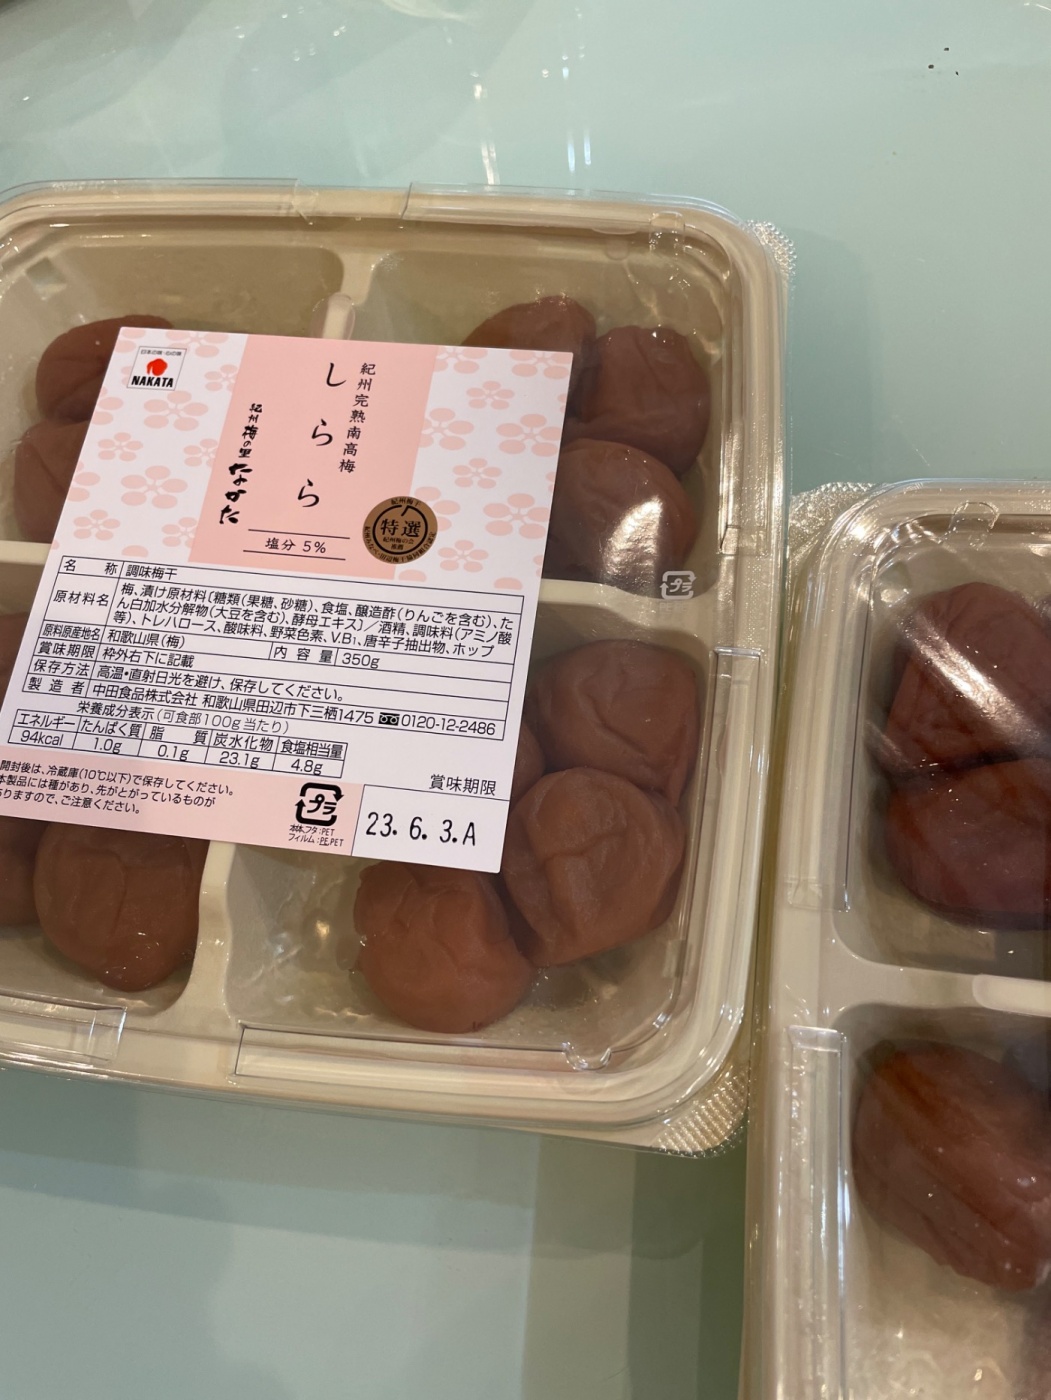 日本の梅・心の梅
NAKATA
紀州完熟南高梅
しらら
紀州梅の里
なかた
特選
塩分 5%
名称 調味梅干
原材料名 梅、漬け原材料(糖類(果糖、砂糖)、食塩、醸造酢(りんごを含む)、た
ん白加水分解物(大豆を含む)、酵母エキス)/酒精、調味料(アミノ酸
等)、トレハロース、酸味料、野菜色素、V.B₁、唐辛子抽出物、ホップ
原料原産地名 和歌山県(梅) 内容量 350g
賞味期限 枠外右下に記載
保存方法 高温・直射日光を避け、保存してください。
製造者 中田食品株式会社 和歌山県田辺市下三栖1475 0120-12-2486
栄養成分表示(可食部100g当たり)
エネルギー たんぱく質 脂質 炭水化物 食塩相当量
94kcal 1.0g 0.1g 23.1g 4.8g
開封後は、冷蔵庫(10℃以下)で保存してください。
本製品には種があり、先がとがっているものが
ありますので、ご注意ください。
プラ
フタ:PET
フィルム:PE,PET
賞味期限
23.6.3.A
プラ